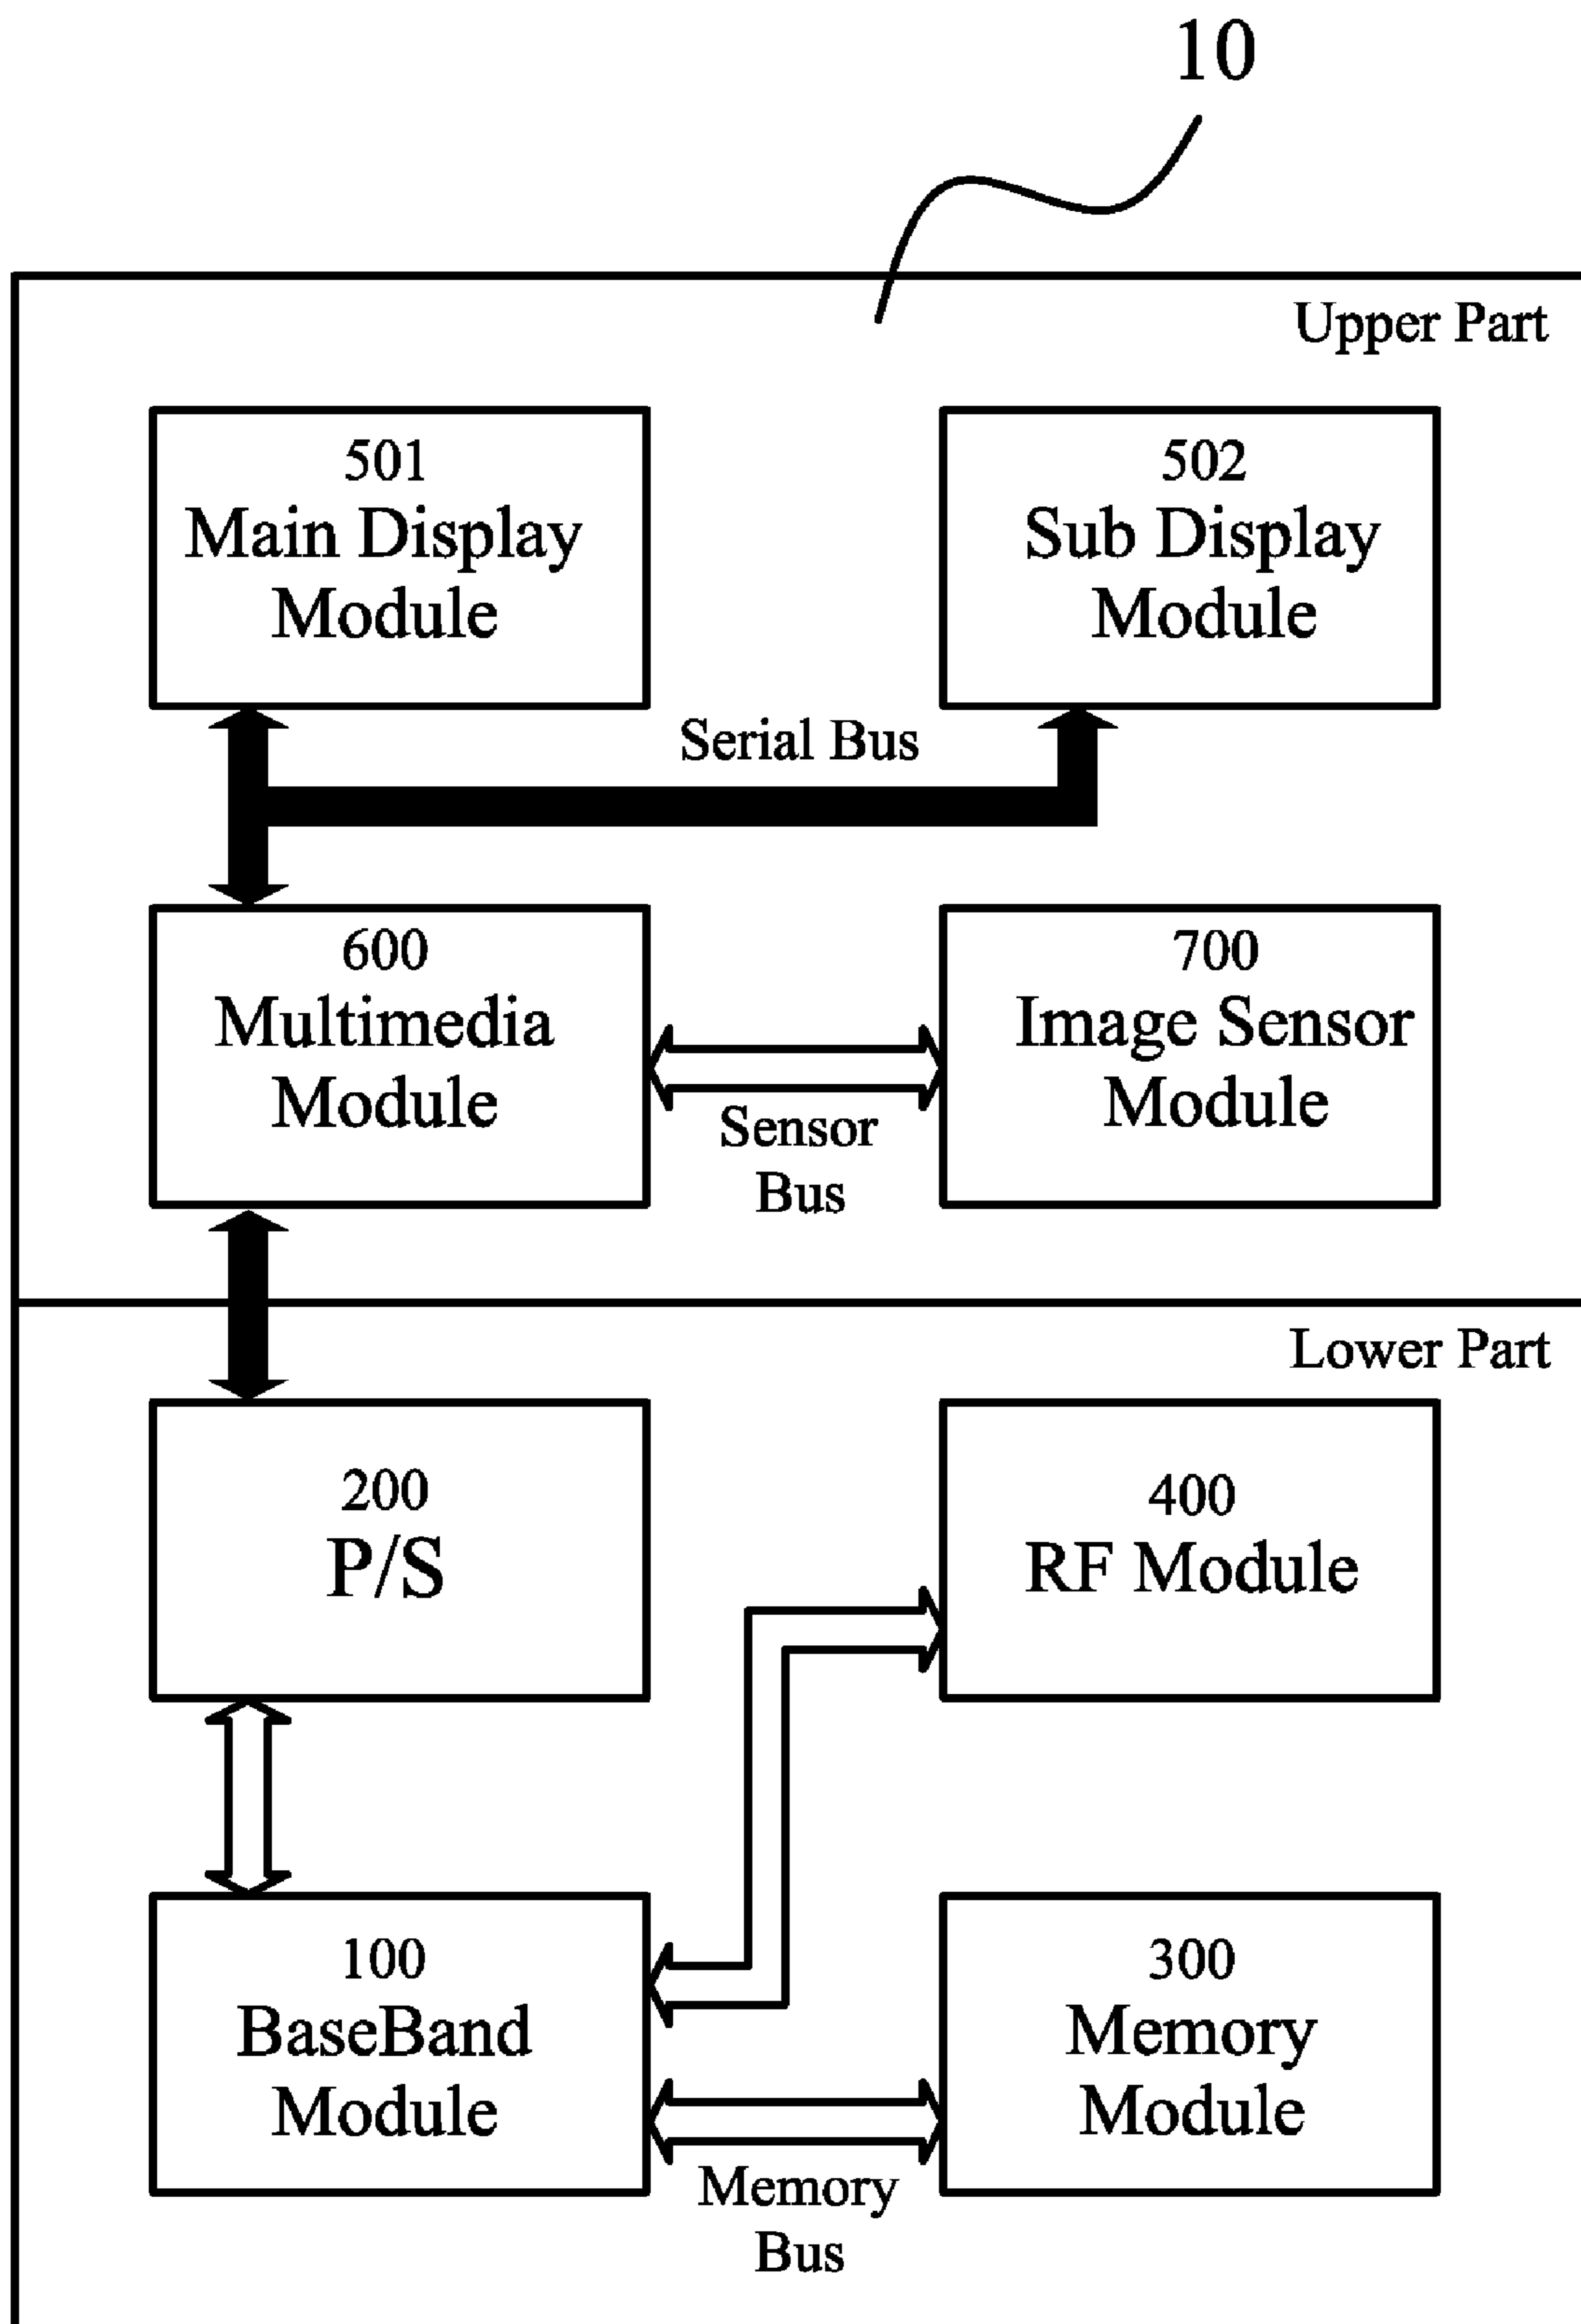 10
Upper Part
501
Main Display
Module
502
Sub Display
Module
Serial Bus
600
Multimedia
Module
700
Image Sensor
Module
Sensor
Bus
Lower Part
200
P/S
400
RF Module
100
BaseBand
Module
300
Memory
Module
Memory
Bus